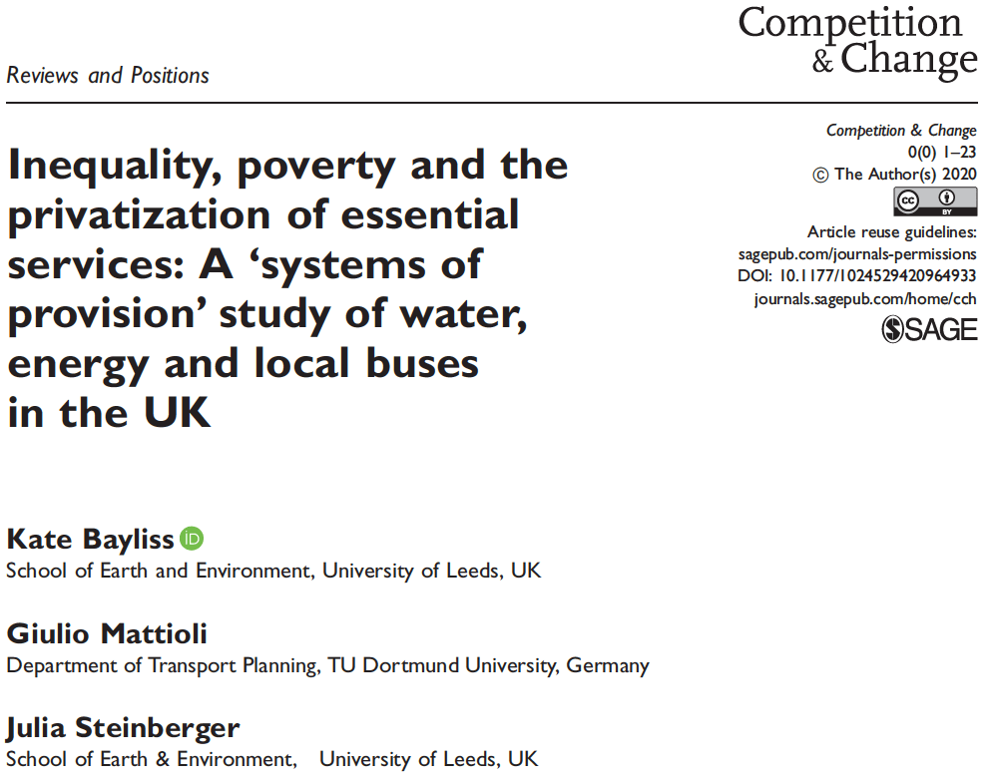 Competition
& Change
Reviews and Positions
Competition & Change
0(0) 1–23
© The Author(s) 2020
cc BY
Article reuse guidelines:
sagepub.com/journals-permissions
DOI: 10.1177/1024529420964933
journals.sagepub.com/home/cch
SAGE
Inequality, poverty and the
privatization of essential
services: A ‘systems of
provision’ study of water,
energy and local buses
in the UK
Kate Bayliss iD
School of Earth and Environment, University of Leeds, UK
Giulio Mattioli
Department of Transport Planning, TU Dortmund University, Germany
Julia Steinberger
School of Earth & Environment, University of Leeds, UK